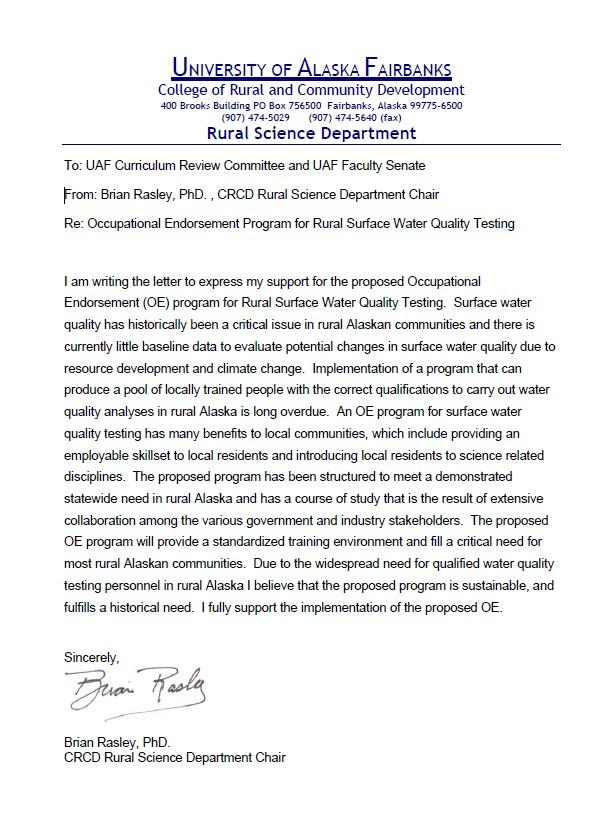 UNIVERSITY OF ALASKA FAIRBANKS
College of Rural and Community Development
400 Brooks Building PO Box 756500 Fairbanks, Alaska 99775-6500
(907) 474-5029 (907) 474-5640 (fax)
Rural Science Department
To: UAF Curriculum Review Committee and UAF Faculty Senate
From: Brian Rasley, PhD. , CRCD Rural Science Department Chair
Re: Occupational Endorsement Program for Rural Surface Water Quality Testing
I am writing the letter to express my support for the proposed Occupational
Endorsement (OE) program for Rural Surface Water Quality Testing. Surface water
quality has historically been a critical issue in rural Alaskan communities and there is
currently little baseline data to evaluate potential changes in surface water quality due to
resource development and climate change. Implementation of a program that can
produce a pool of locally trained people with the correct qualifications to carry out water
quality analyses in rural Alaska is long overdue. An OE program for surface water
quality testing has many benefits to local communities, which include providing an
employable skillset to local residents and introducing local residents to science related
disciplines. The proposed program has been structured to meet a demonstrated
statewide need in rural Alaska and has a course of study that is the result of extensive
collaboration among the various government and industry stakeholders. The proposed
OE program will provide a standardized training environment and fill a critical need for
most rural Alaskan communities. Due to the widespread need for qualified water quality
testing personnel in rural Alaska I believe that the proposed program is sustainable, and
fulfills a historical need. I fully support the implementation of the proposed OE.
Sincerely,
Brian Rasley
Brian Rasley, PhD.
CRCD Rural Science Department Chair